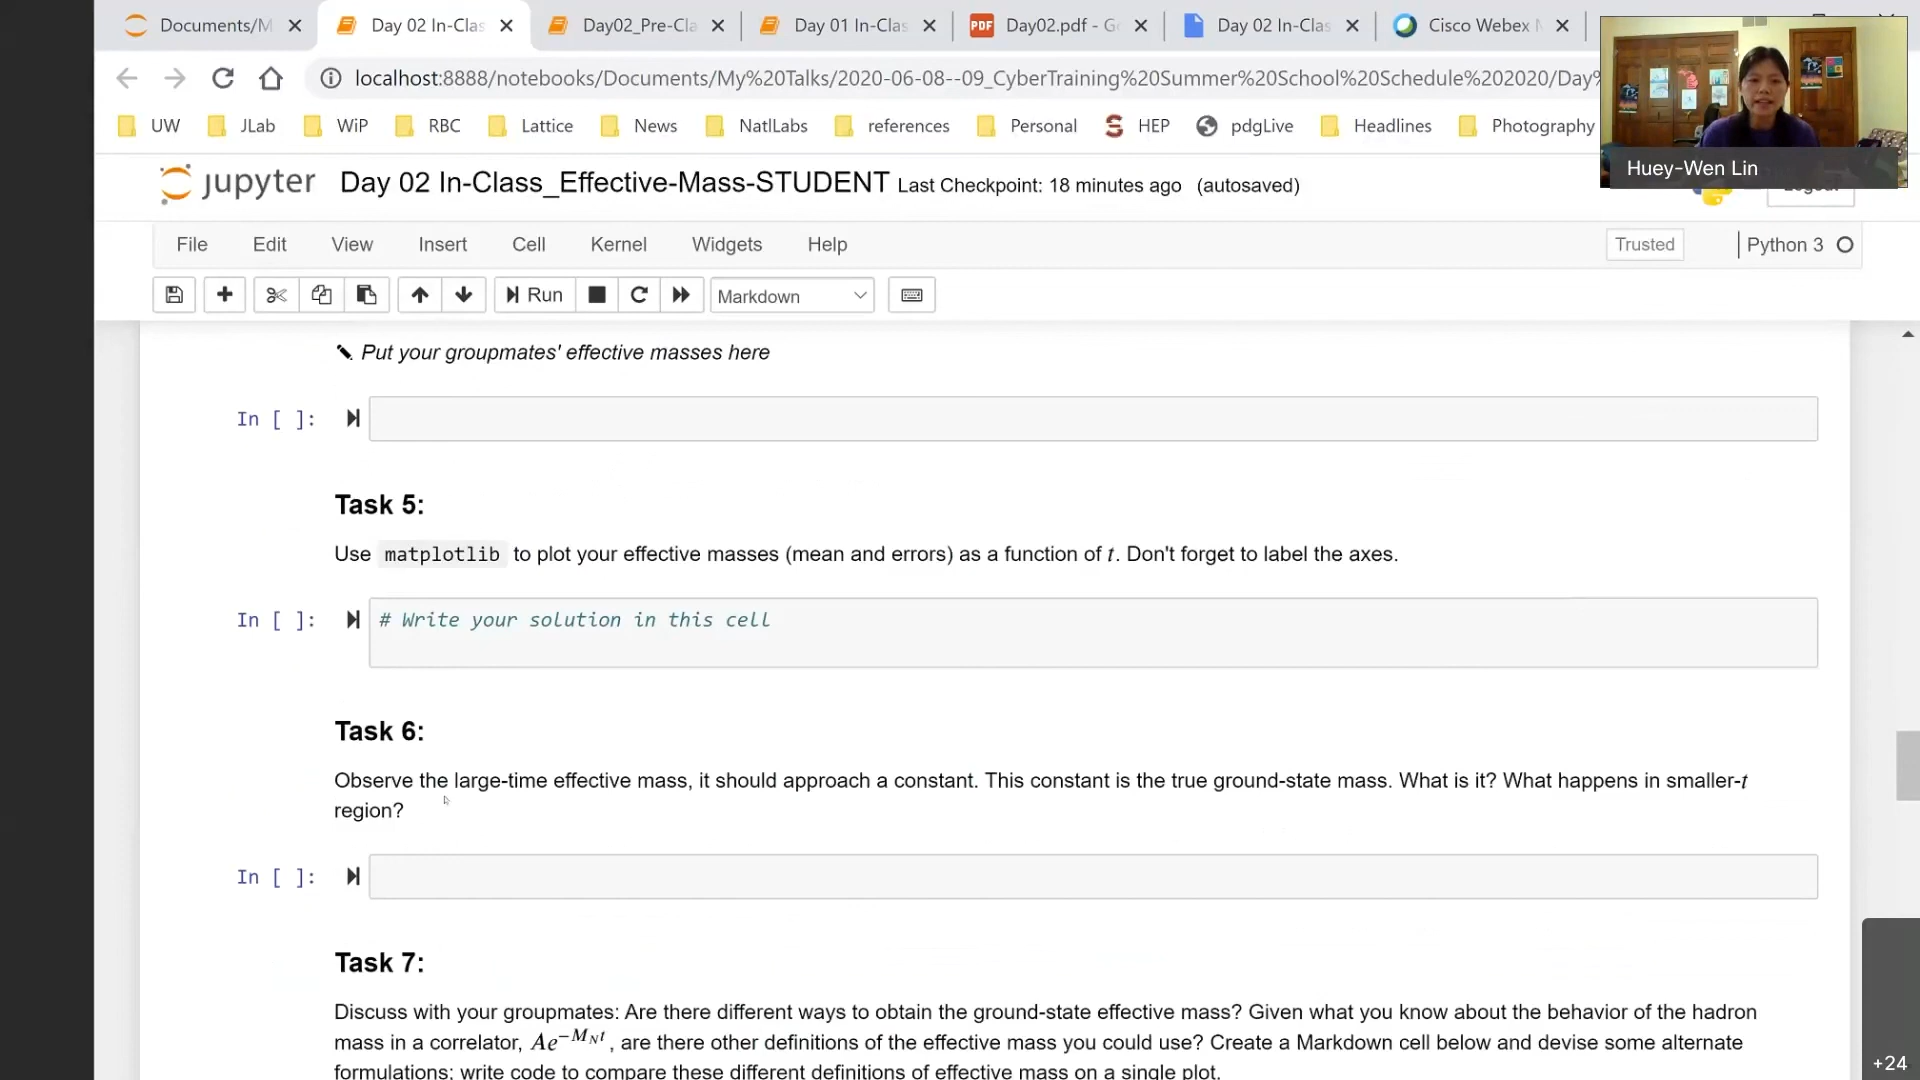 Documents/M
Day 02 In-Clas
Day02_Pre-Cla
Day 01 In-Clas
PDF
Day02.pdf - G
Day 02 In-Clas
Cisco Webex
localhost:8888/notebooks/Documents/My%20Talks/2020-06-08--09_CyberTraining%20Summer%20School%20Schedule%202020/Day%
UW JLab WiP RBC Lattice News NatlLabs references Personal HEP pdgLive Headlines Photography
Huey-Wen Lin
jupyter Day 02 In-Class_Effective-Mass-STUDENT Last Checkpoint: 18 minutes ago (autosaved)
Logout
File Edit View Insert Cell Kernel Widgets Help
Trusted
Python 3
Run
Markdown
Put your groupmates' effective masses here
In [ ]:
Task 5:
Use matplotlib to plot your effective masses (mean and errors) as a function of t. Don't forget to label the axes.
In [ ]: # Write your solution in this cell
Task 6:
Observe the large-time effective mass, it should approach a constant. This constant is the true ground-state mass. What is it? What happens in smaller-t
region?
In [ ]:
Task 7:
Discuss with your groupmates: Are there different ways to obtain the ground-state effective mass? Given what you know about the behavior of the hadron
mass in a correlator, Ae^{-M_N t}, are there other definitions of the effective mass you could use? Create a Markdown cell below and devise some alternate
formulations; write code to compare these different definitions of effective mass on a single plot.
+24